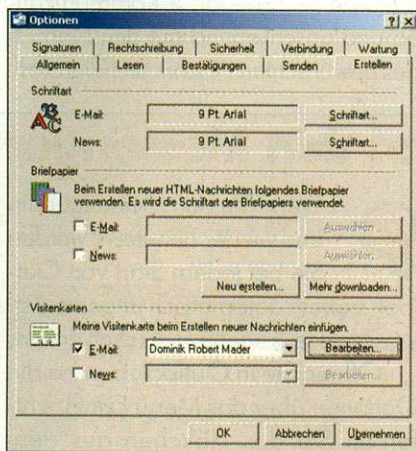 Optionen
Signaturen Rechtschreibung Sicherheit Verbindung Wartung
Allgemein Lesen Bestätigungen Senden Erstellen
Schriftart
E-Mail: 9 Pt. Arial Schriftart...
News: 9 Pt. Arial Schriftart...
Briefpapier
Beim Erstellen neuer HTML-Nachrichten folgendes Briefpapier
verwenden. Es wird die Schriftart des Briefpapiers verwendet.
E-Mail: Auswählen...
News: Auswählen...
Neu erstellen... Mehr downloaden...
Visitenkarten
Meine Visitenkarte beim Erstellen neuer Nachrichten einfügen.
E-Mail: Dominik Robert Mader Bearbeiten...
News: Bearbeiten...
OK Abbrechen Übernehmen